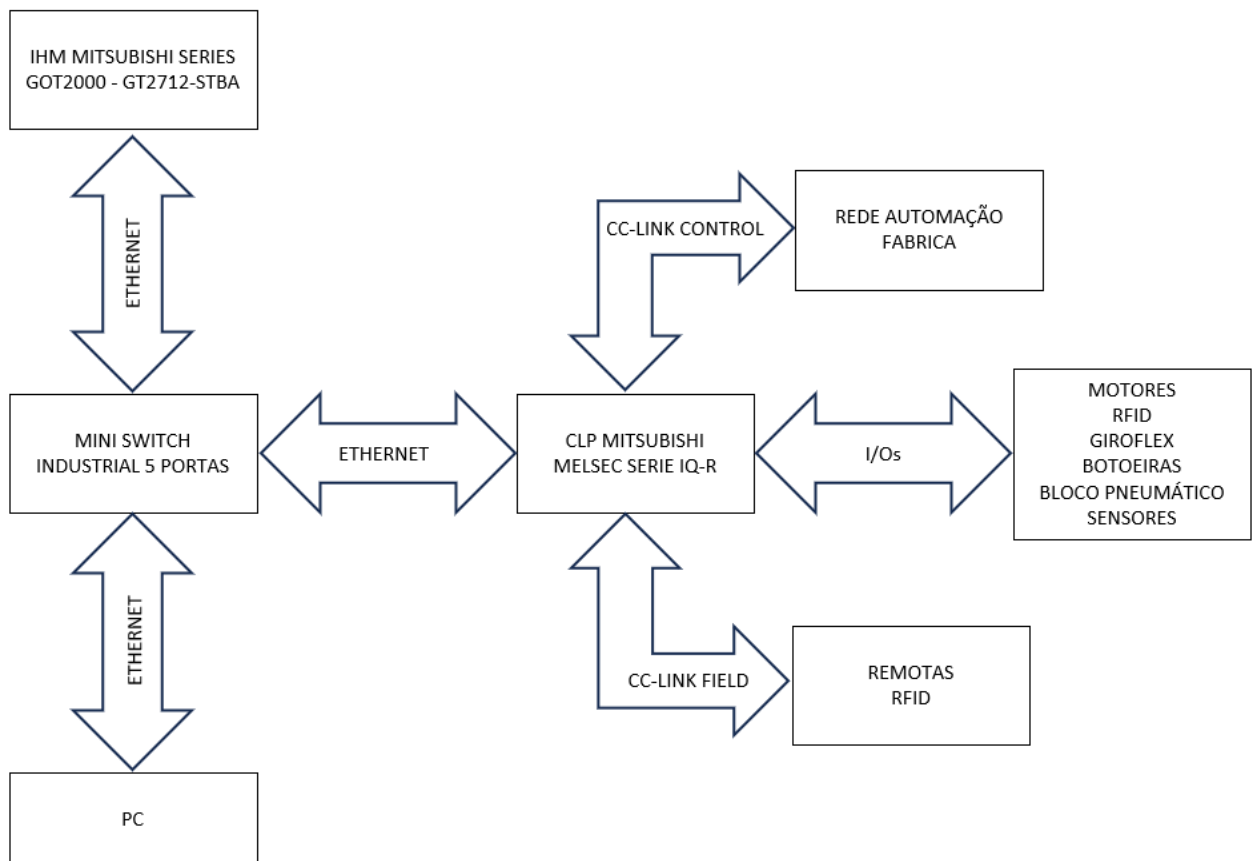 IHM MITSUBISHI SERIES
GOT2000 - GT2712-STBA
ETHERNET
CC-LINK CONTROL
REDE AUTOMAÇÃO
FABRICA
MINI SWITCH
INDUSTRIAL 5 PORTAS
ETHERNET
CLP MITSUBISHI
MELSEC SERIE IQ-R
I/Os
MOTORES
RFID
GIROFLEX
BOTOEIRAS
BLOCO PNEUMÁTICO
SENSORES
ETHERNET
CC-LINK FIELD
REMOTAS
RFID
PC